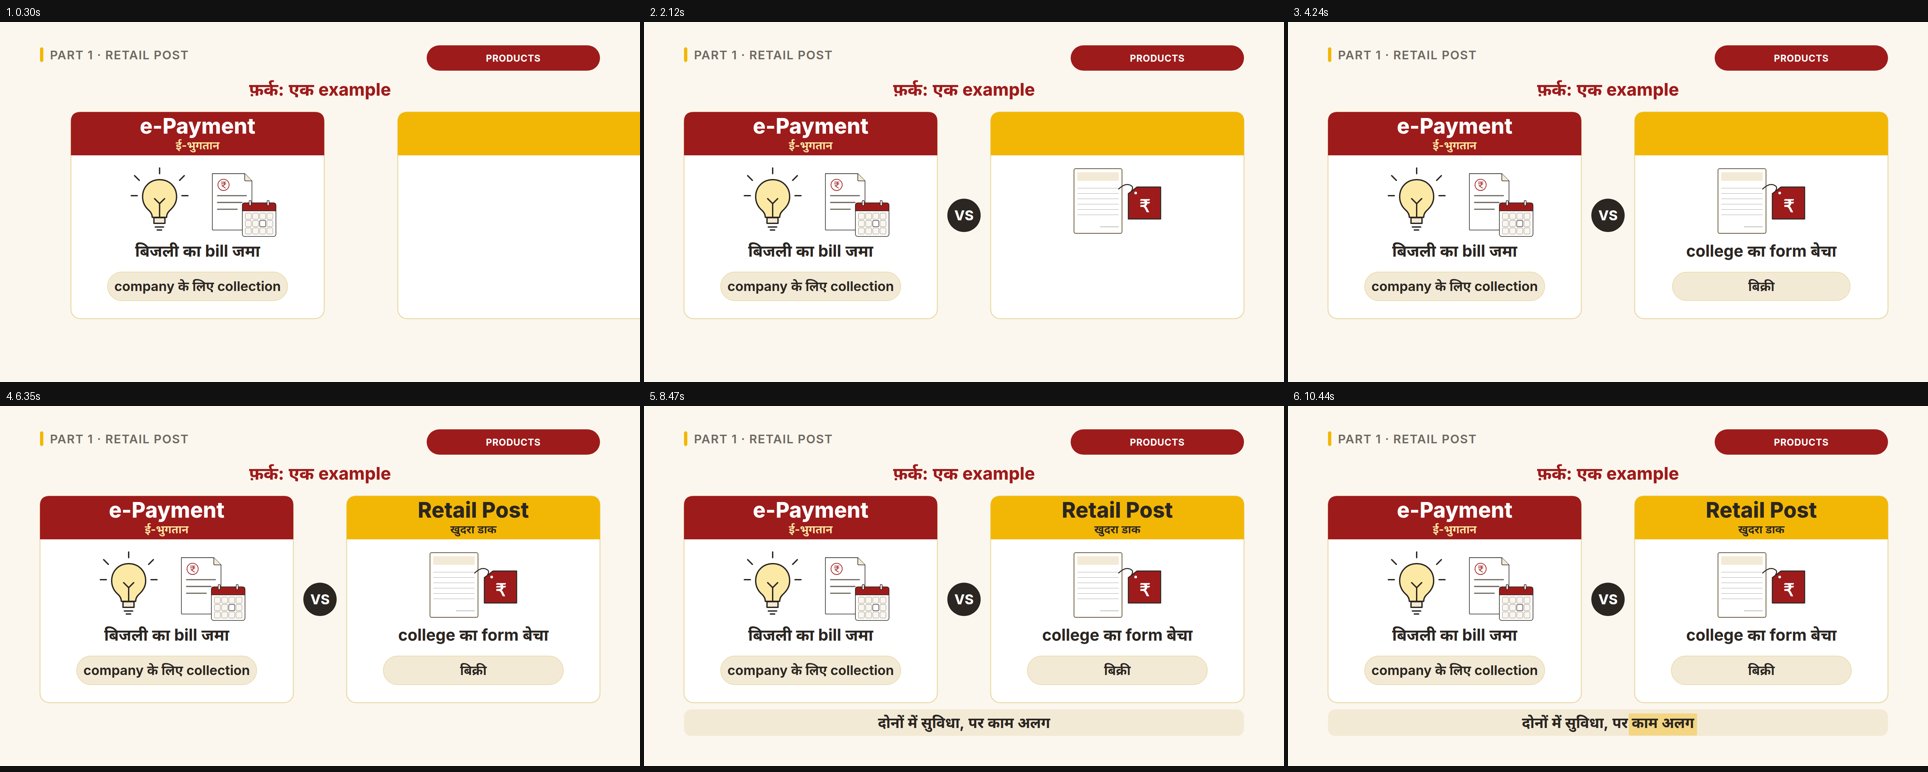 1. 0.30s
PART 1 · RETAIL POST
PRODUCTS
फ़र्क: एक example
e-Payment
ई-भुगतान
₹
बिजली का bill जमा
company के लिए collection
2. 2.12s
PART 1 · RETAIL POST
PRODUCTS
फ़र्क: एक example
e-Payment
ई-भुगतान
₹
बिजली का bill जमा
company के लिए collection
VS
₹
3. 4.24s
PART 1 · RETAIL POST
PRODUCTS
फ़र्क: एक example
e-Payment
ई-भुगतान
₹
बिजली का bill जमा
company के लिए collection
VS
₹
college का form बेचा
बिक्री
4. 6.35s
PART 1 · RETAIL POST
PRODUCTS
फ़र्क: एक example
e-Payment
ई-भुगतान
₹
बिजली का bill जमा
company के लिए collection
VS
Retail Post
खुदरा डाक
₹
college का form बेचा
बिक्री
5. 8.47s
PART 1 · RETAIL POST
PRODUCTS
फ़र्क: एक example
e-Payment
ई-भुगतान
₹
बिजली का bill जमा
company के लिए collection
VS
Retail Post
खुदरा डाक
₹
college का form बेचा
बिक्री
दोनों में सुविधा, पर काम अलग
6. 10.44s
PART 1 · RETAIL POST
PRODUCTS
फ़र्क: एक example
e-Payment
ई-भुगतान
₹
बिजली का bill जमा
company के लिए collection
VS
Retail Post
खुदरा डाक
₹
college का form बेचा
बिक्री
दोनों में सुविधा, पर काम अलग